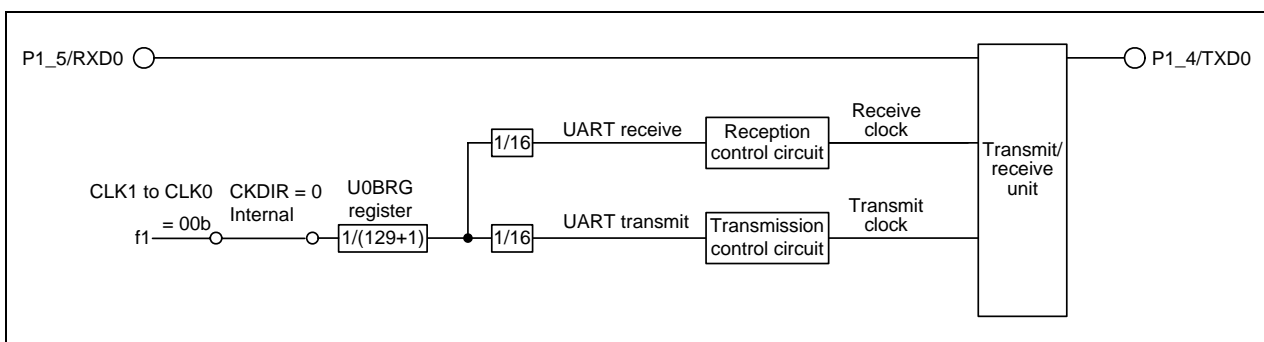 P1_5/RXD0
P1_4/TXD0
Receive
clock
UART receive
1/16
Reception
control circuit
Transmit/
receive
unit
CLK1 to CLK0
= 00b
CKDIR = 0
Internal
U0BRG
register
f1
1/(129+1)
1/16
UART transmit
Transmission
control circuit
Transmit
clock